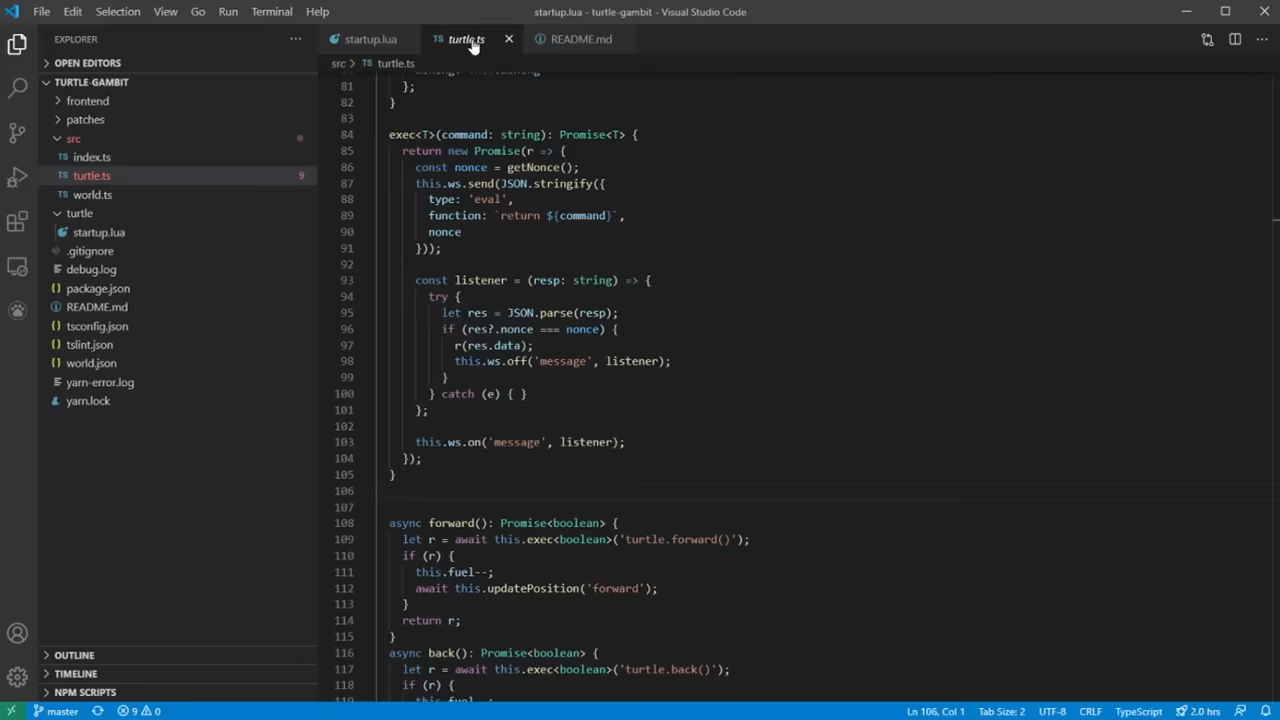 File Edit Selection View Go Run Terminal Help
startup.lua - turtle-gambit - Visual Studio Code
EXPLORER
startup.lua
TS turtle.ts
README.md
OPEN EDITORS
src > TS turtle.ts
TURTLE-GAMBIT
frontend
patches
src
TS index.ts
TS turtle.ts 9
TS world.ts
turtle
startup.lua
.gitignore
debug.log
{} package.json
README.md
{} tsconfig.json
{} tslint.json
{} world.json
yarn-error.log
yarn.lock
OUTLINE
TIMELINE
NPM SCRIPTS
81 };
82 }
83
84 exec<T>(command: string): Promise<T> {
85 return new Promise(r => {
86 const nonce = getNonce();
87 this.ws.send(JSON.stringify({
88 type: 'eval',
89 function: `return ${command}`,
90 nonce
91 }));
92
93 const listener = (resp: string) => {
94 try {
95 let res = JSON.parse(resp);
96 if (res?.nonce === nonce) {
97 r(res.data);
98 this.ws.off('message', listener);
99 }
100 } catch (e) { }
101 };
102
103 this.ws.on('message', listener);
104 });
105 }
106
107
108 async forward(): Promise<boolean> {
109 let r = await this.exec<boolean>('turtle.forward()');
110 if (r) {
111 this.fuel--;
112 await this.updatePosition('forward');
113 }
114 return r;
115 }
116 async back(): Promise<boolean> {
117 let r = await this.exec<boolean>('turtle.back()');
118 if (r) {
master 9 0
Ln 106, Col 1 Tab Size: 2 UTF-8 CRLF TypeScript 2.0 hrs